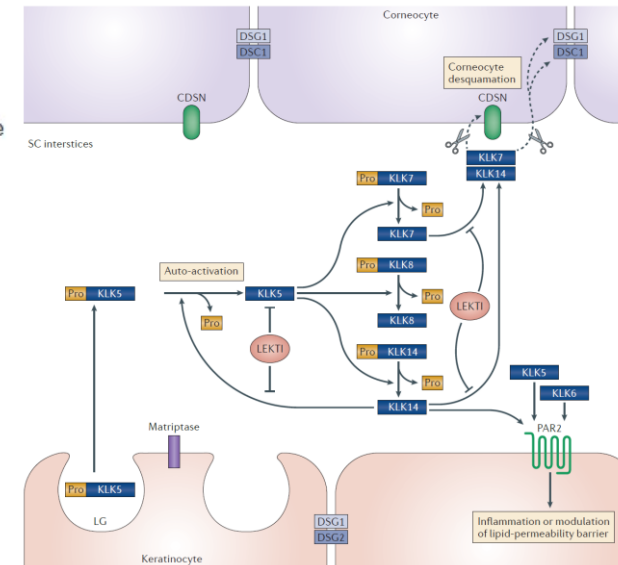 Corneocyte
DSG1
DSC1
DSG1
DSC1
Corneocyte
desquamation
CDSN
CDSN
e
SC interstices
KLK7
KLK14
Pro KLK7
Pro
KLK7
Auto-activation
Pro KLK8
Pro KLK5
KLK5
Pro
Pro
LEKTI
KLK8
LEKTI
Pro KLK14
Pro
KLK5
KLK14
KLK6
Matriptase
PAR2
Pro KLK5
LG
DSG1
DSG2
Inflammation or modulation
of lipid-permeability barrier
Keratinocyte